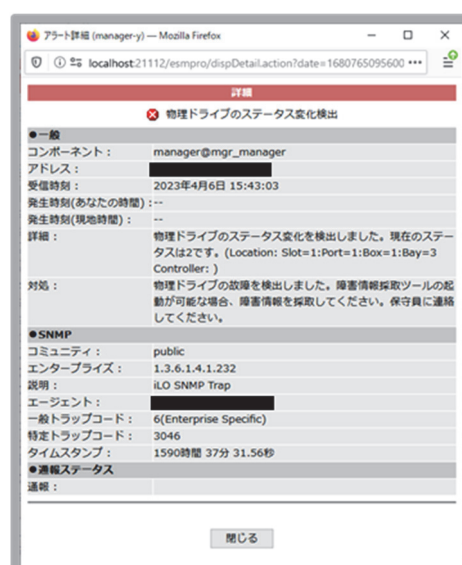 アラート詳細 (manager-y) — Mozilla Firefox
localhost:21112/esmpro/dispDetail.action?date=1680765095600 •••
詳細
物理ドライブのステータス変化検出
●一般
コンポーネント： manager@mgr_manager
アドレス：
受信時刻： 2023年4月6日 15:43:03
発生時刻(あなたの時間)：--
発生時刻(現地時間)： --
詳細： 物理ドライブのステータス変化を検出しました。現在のステー
タスは2です。(Location: Slot=1:Port=1:Box=1:Bay=3
Controller: )
対処： 物理ドライブの故障を検出しました。障害情報採取ツールの起
動が可能な場合、障害情報を採取してください。保守員に連絡
してください。
●SNMP
コミュニティ： public
エンタープライズ： 1.3.6.1.4.1.232
説明： iLO SNMP Trap
エージェント：
一般トラップコード： 6(Enterprise Specific)
特定トラップコード： 3046
タイムスタンプ： 1590時間 37分 31.56秒
●通報ステータス
通報：
閉じる